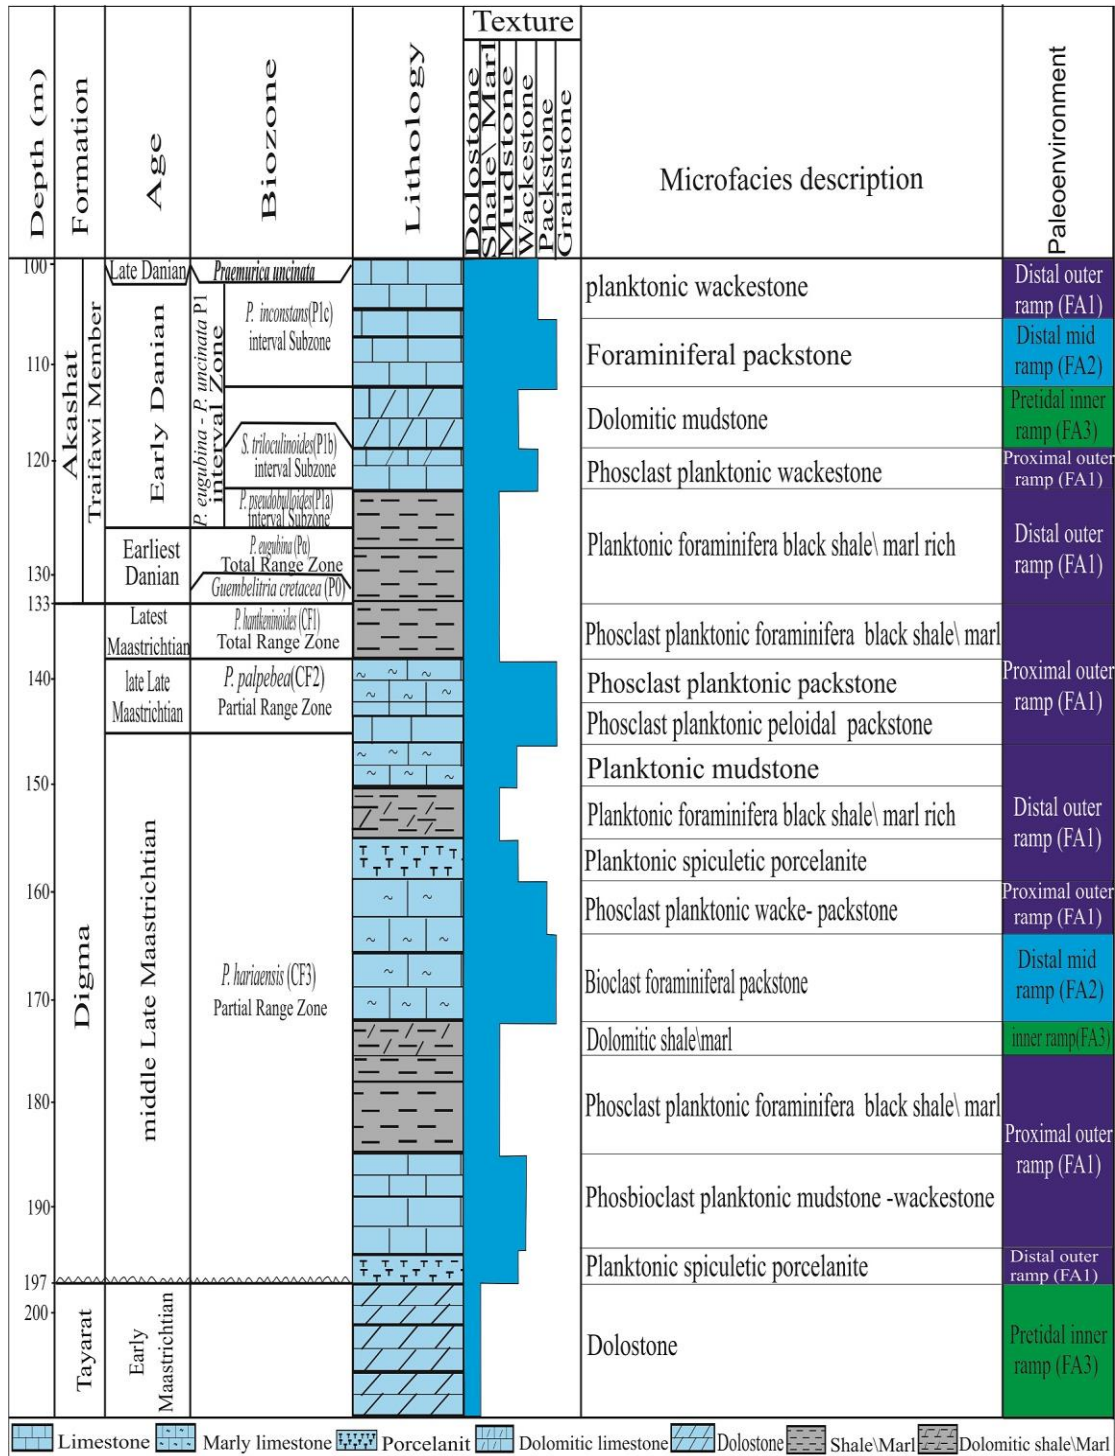 Texture
Depth (m)
Formation
Age
Biozone
Lithology
Dolostone
Shale\ Marl
Mudstone
Wackestone
Packstone
Grainstone
Microfacies description
Paleoenvironment
100
110
120
130
133
140
150
160
170
180
190
197
200
Akashat
Traifawi Member
Digma
Tayarat
Late Danian
Early Danian
Earliest
Danian
Latest
Maastrichtian
late Late
Maastrichtian
middle Late Maastrichtian
Early
Maastrichtian
Praemurica uncinata
P. eugubina - P. uncinata P1
interval Zone
P. inconstans(P1c)
interval Subzone
S. triloculinoides(P1b)
interval Subzone
P. pseudobulloides(P1a)
interval Subzone
P. eugubina (Pα)
Total Range Zone
Guembelitria cretacea (P0)
P. hantkeninoides (CF1)
Total Range Zone
P. palpebea(CF2)
Partial Range Zone
P. hariaensis (CF3)
Partial Range Zone
planktonic wackestone
Foraminiferal packstone
Dolomitic mudstone
Phosclast planktonic wackestone
Planktonic foraminifera black shale\ marl rich
Phosclast planktonic foraminifera black shale\ marl
Phosclast planktonic packstone
Phosclast planktonic peloidal packstone
Planktonic mudstone
Planktonic foraminifera black shale\ marl rich
Planktonic spiculetic porcelanite
Phosclast planktonic wacke- packstone
Bioclast foraminiferal packstone
Dolomitic shale\marl
Phosclast planktonic foraminifera black shale\ marl
Phosbioclast planktonic mudstone -wackestone
Planktonic spiculetic porcelanite
Dolostone
Distal outer
ramp (FA1)
Distal mid
ramp (FA2)
Pretidal inner
ramp (FA3)
Proximal outer
ramp (FA1)
Distal outer
ramp (FA1)
Proximal outer
ramp (FA1)
Distal outer
ramp (FA1)
Proximal outer
ramp (FA1)
Distal mid
ramp (FA2)
inner ramp(FA3)
Proximal outer
ramp (FA1)
Distal outer
ramp (FA1)
Pretidal inner
ramp (FA3)
Limestone
Marly limestone
Porcelanit
Dolomitic limestone
Dolostone
Shale/Marl
Dolomitic shale\Marl